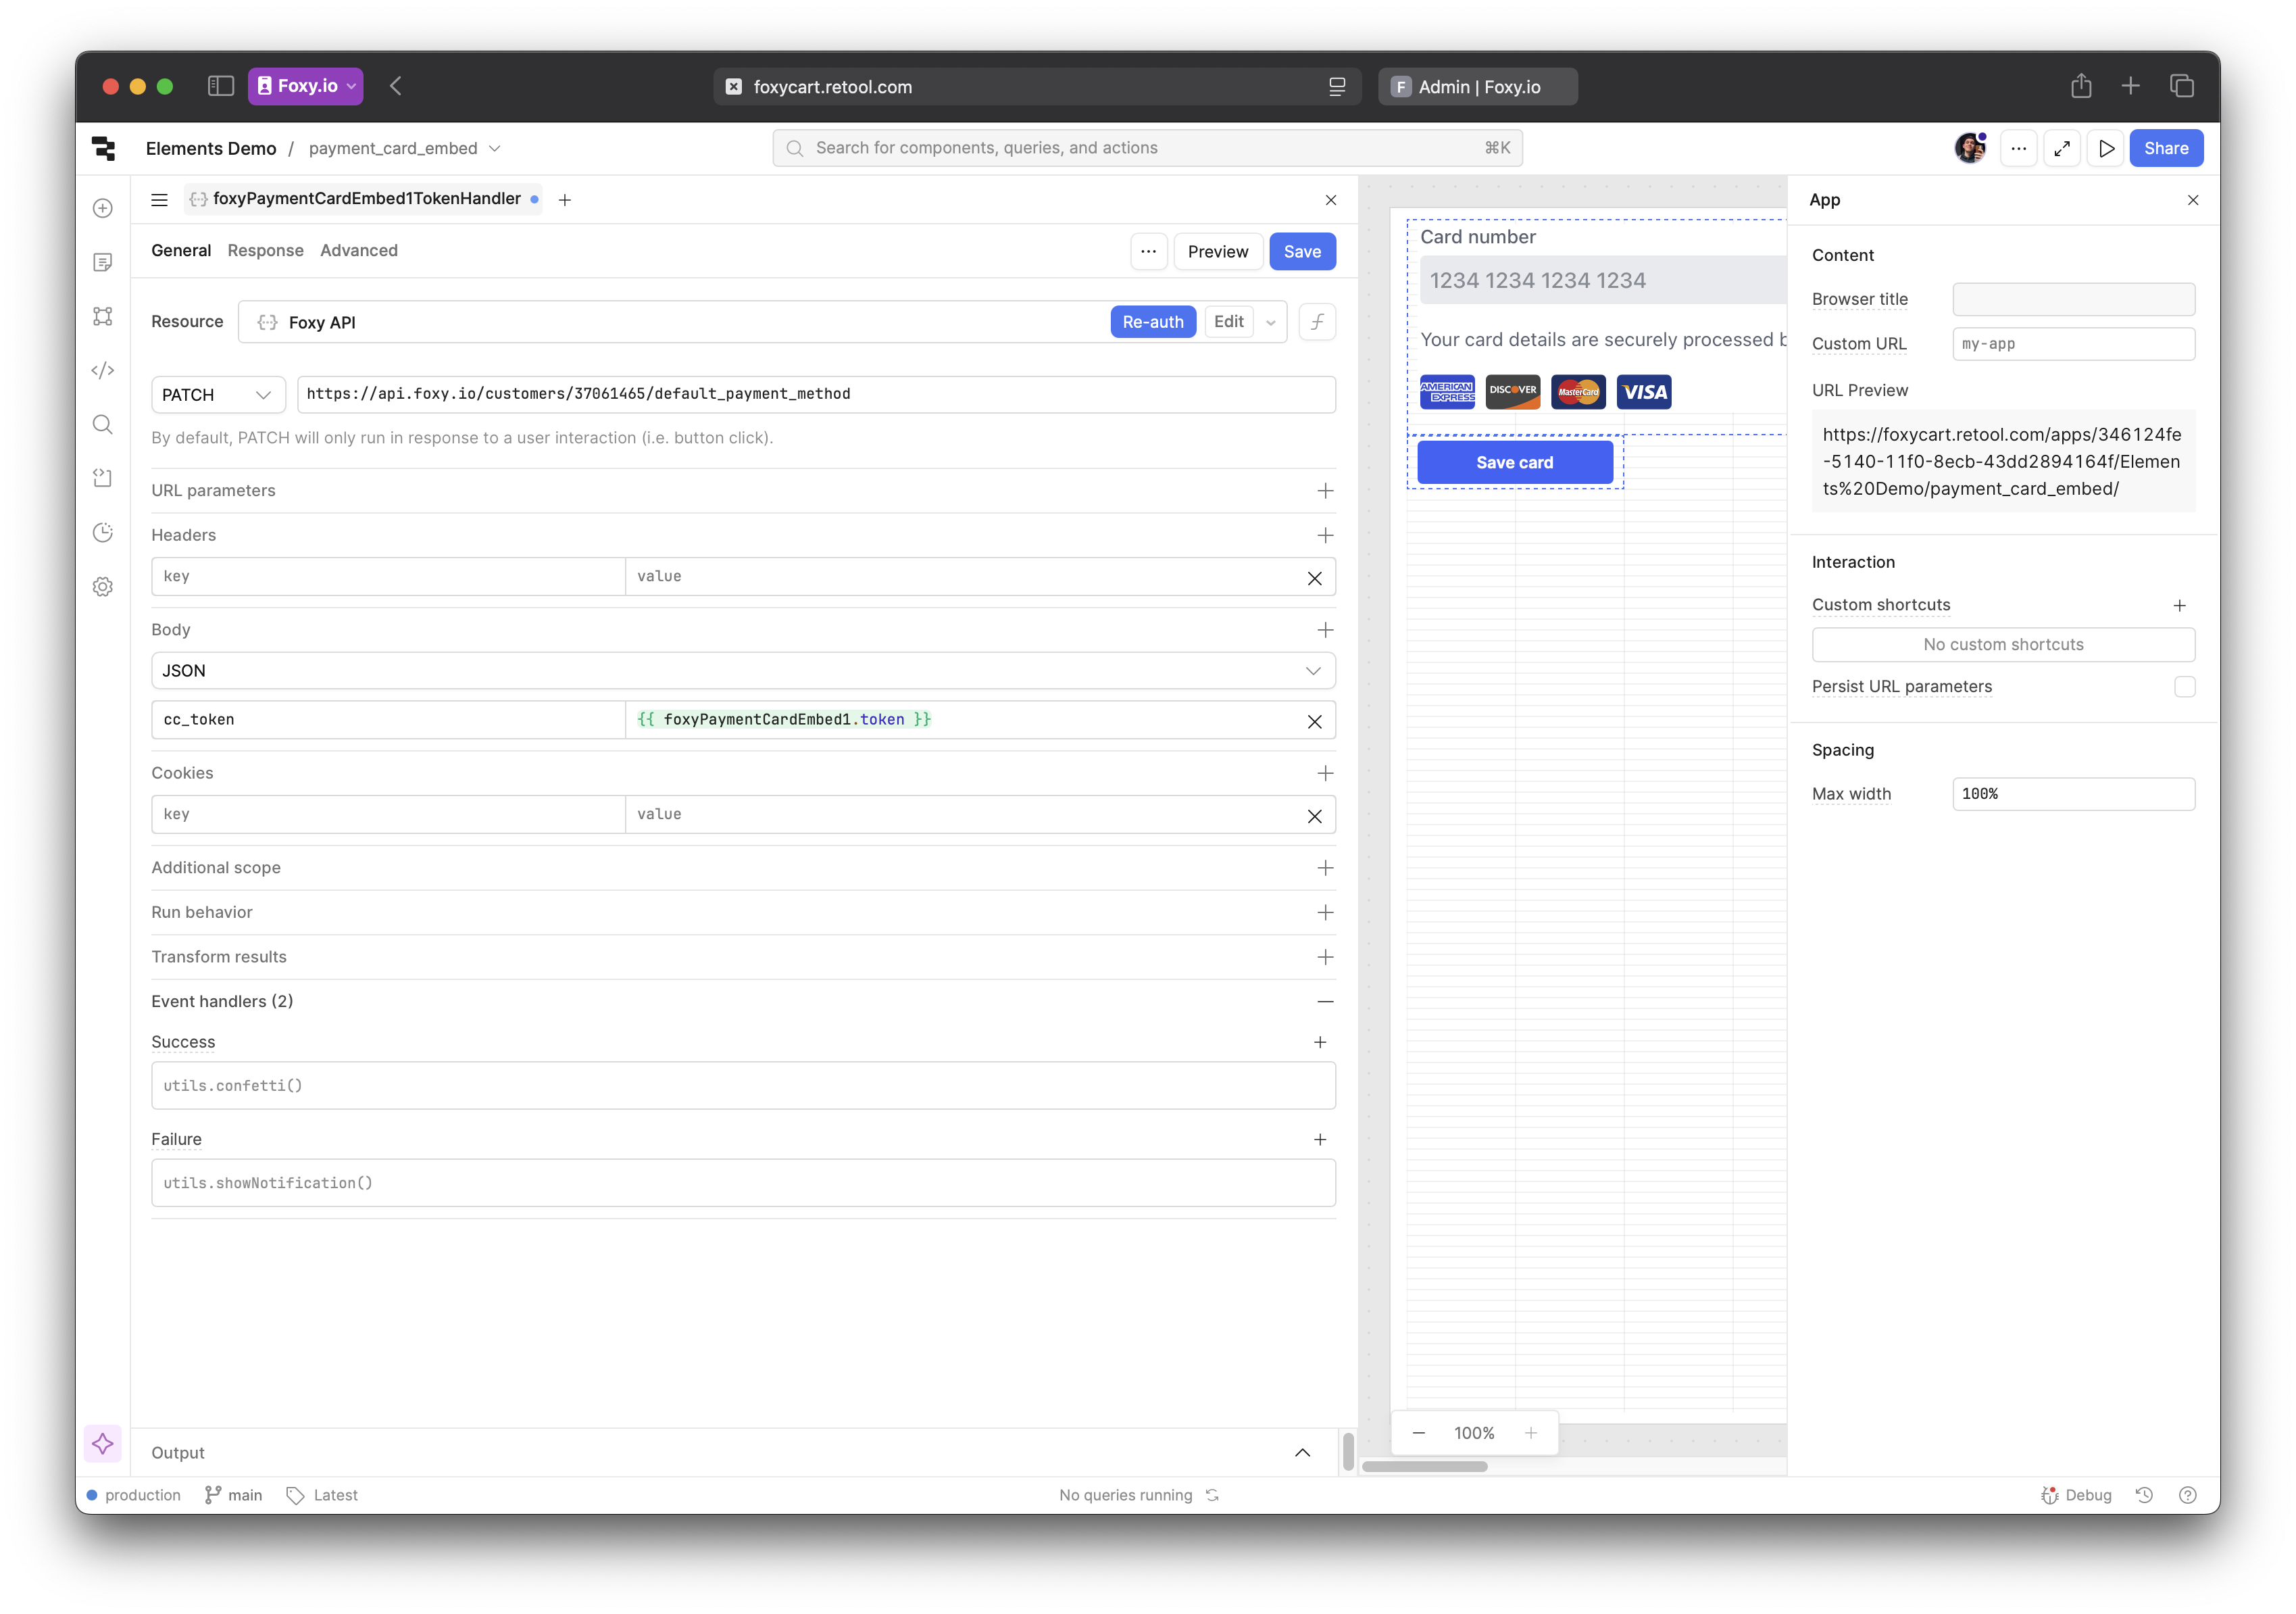 Foxy.io
foxycart.retool.com
F Admin | Foxy.io
Elements Demo / payment_card_embed
Search for components, queries, and actions ⌘K
Share
foxyPaymentCardEmbed1TokenHandler
General Response Advanced
Preview Save
Resource Foxy API Re-auth Edit
PATCH https://api.foxy.io/customers/37061465/default_payment_method
By default, PATCH will only run in response to a user interaction (i.e. button click).
URL parameters
Headers
key value
Body
JSON
cc_token {{ foxyPaymentCardEmbed1.token }}
Cookies
key value
Additional scope
Run behavior
Transform results
Event handlers (2)
Success
utils.confetti()
Failure
utils.showNotification()
Output
Card number
1234 1234 1234 1234
Your card details are securely processed b
AMERICAN EXPRESS DISCOVER MasterCard VISA
Save card
100%
App
Content
Browser title
Custom URL my-app
URL Preview
https://foxycart.retool.com/apps/346124fe
-5140-11f0-8ecb-43dd2894164f/Elemen
ts%20Demo/payment_card_embed/
Interaction
Custom shortcuts
No custom shortcuts
Persist URL parameters
Spacing
Max width 100%
production main Latest
No queries running
Debug